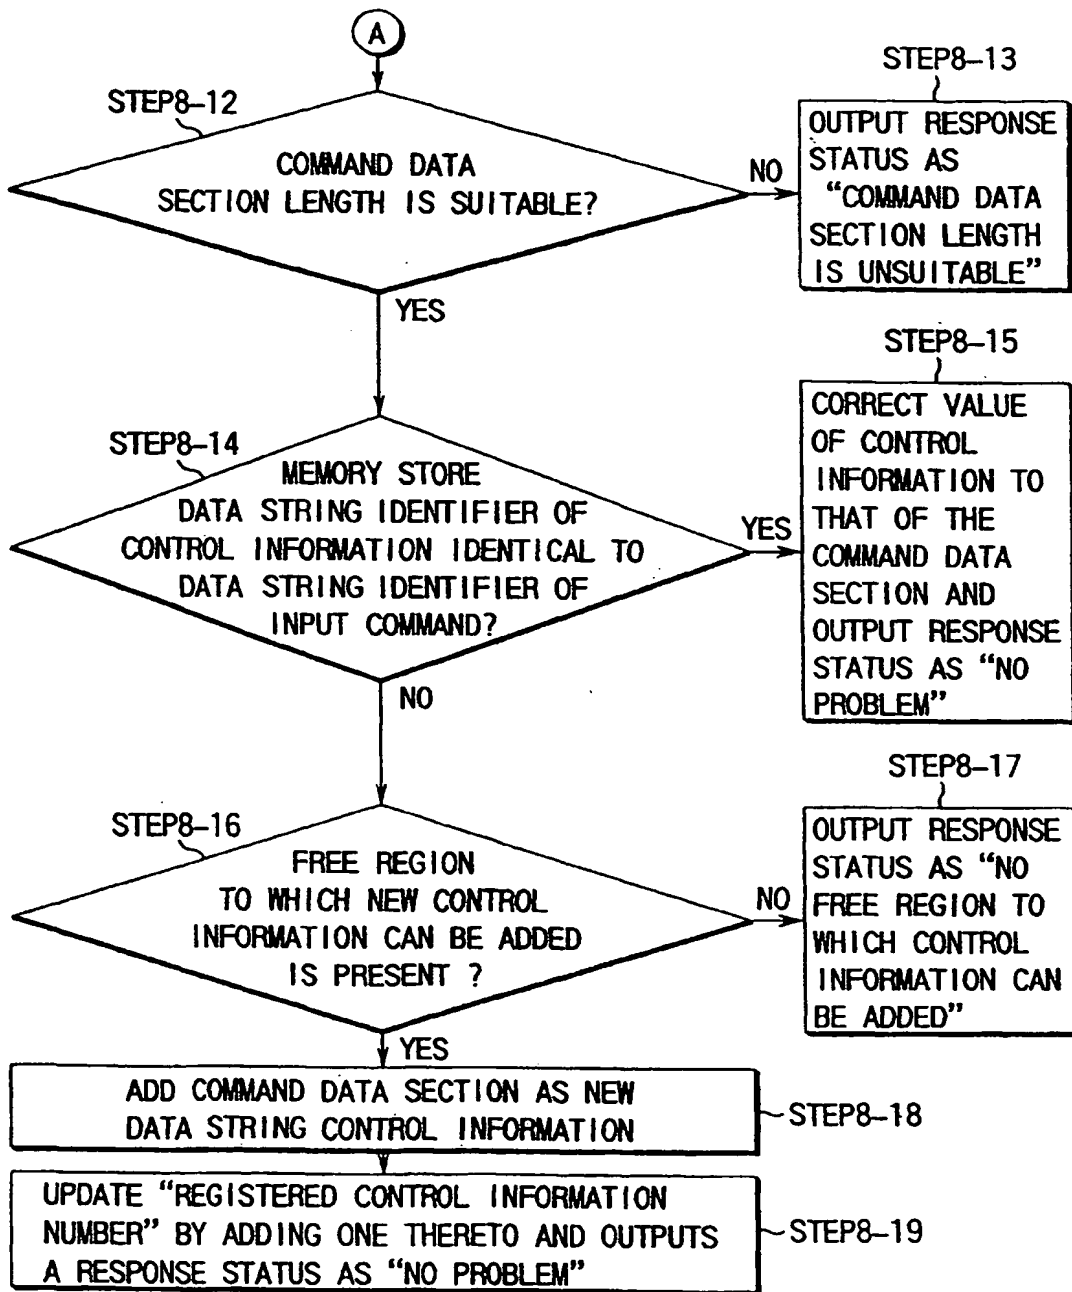 A
STEP8-12
COMMAND DATA
SECTION LENGTH IS SUITABLE?
NO
YES
STEP8-13
OUTPUT RESPONSE
STATUS AS
“COMMAND DATA
SECTION LENGTH
IS UNSUITABLE”
STEP8-14
MEMORY STORE
DATA STRING IDENTIFIER OF
CONTROL INFORMATION IDENTICAL TO
DATA STRING IDENTIFIER OF
INPUT COMMAND?
YES
NO
STEP8-15
CORRECT VALUE
OF CONTROL
INFORMATION TO
THAT OF THE
COMMAND DATA
SECTION AND
OUTPUT RESPONSE
STATUS AS “NO
PROBLEM”
STEP8-16
FREE REGION
TO WHICH NEW CONTROL
INFORMATION CAN BE ADDED
IS PRESENT ?
NO
YES
STEP8-17
OUTPUT RESPONSE
STATUS AS “NO
FREE REGION TO
WHICH CONTROL
INFORMATION CAN
BE ADDED”
ADD COMMAND DATA SECTION AS NEW
DATA STRING CONTROL INFORMATION
STEP8-18
UPDATE “REGISTERED CONTROL INFORMATION
NUMBER” BY ADDING ONE THERETO AND OUTPUTS
A RESPONSE STATUS AS “NO PROBLEM”
STEP8-19